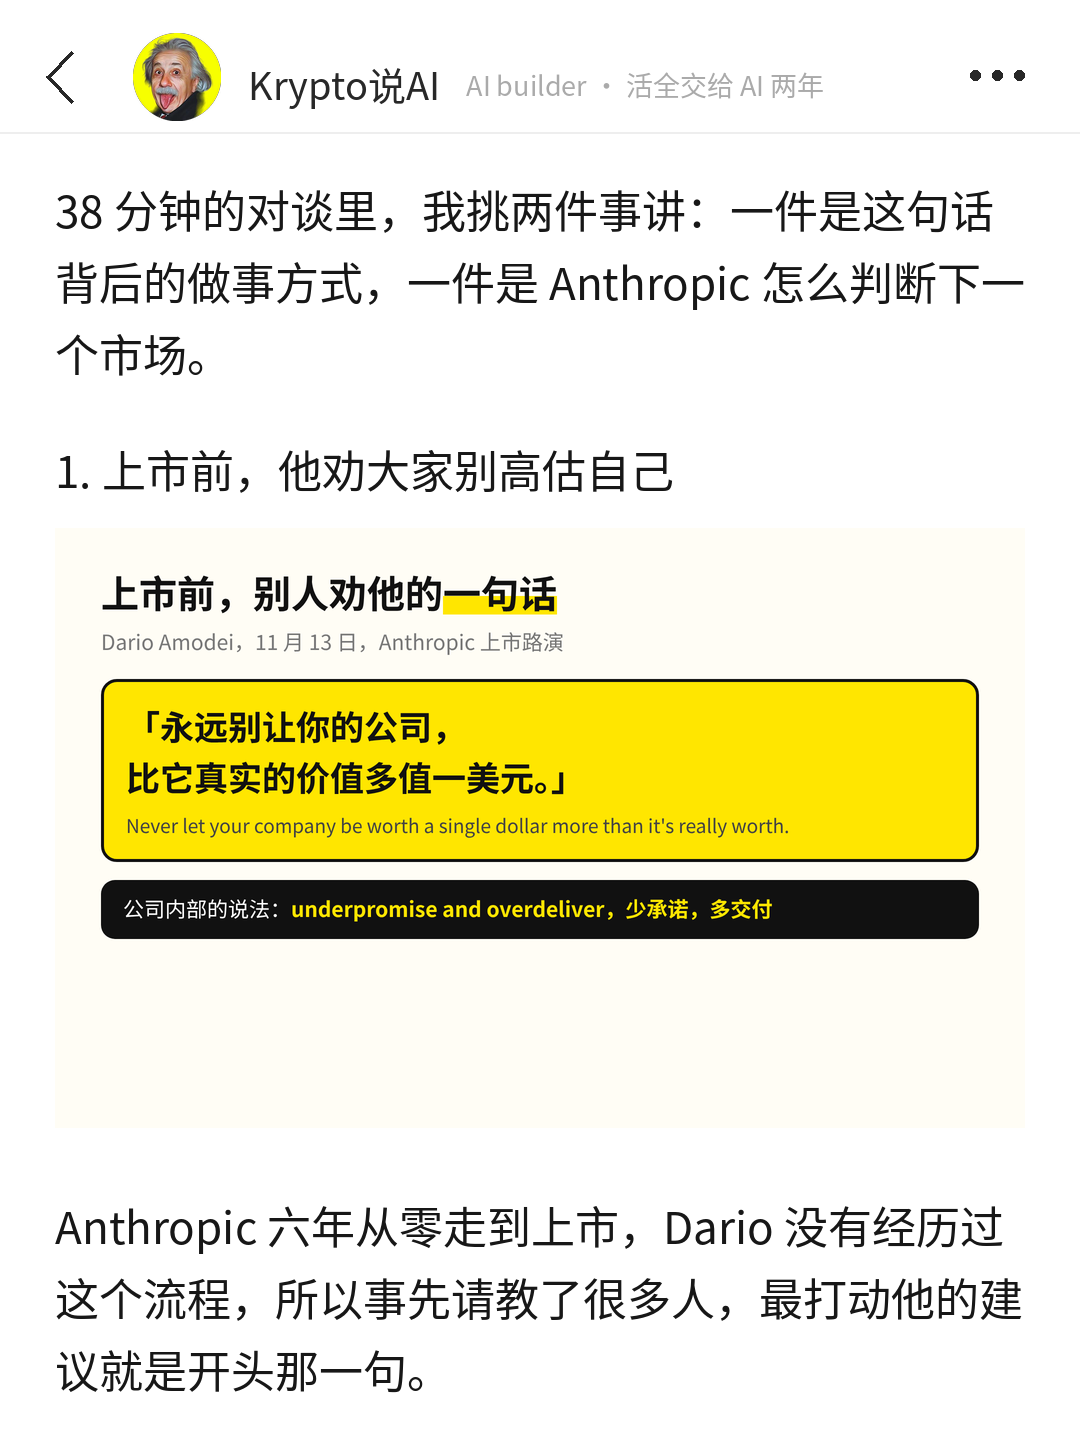 Krypto说AI AI builder · 活全交给 AI 两年
38 分钟的对谈里，我挑两件事讲：一件是这句话
背后的做事方式，一件是 Anthropic 怎么判断下一
个市场。
1. 上市前，他劝大家别高估自己
上市前，别人劝他的一句话
Dario Amodei，11 月 13 日，Anthropic 上市路演
「永远别让你的公司，
比它真实的价值多值一美元。」
Never let your company be worth a single dollar more than it's really worth.
公司内部的说法：underpromise and overdeliver，少承诺，多交付
Anthropic 六年从零走到上市，Dario 没有经历过
这个流程，所以事先请教了很多人，最打动他的建
议就是开头那一句。